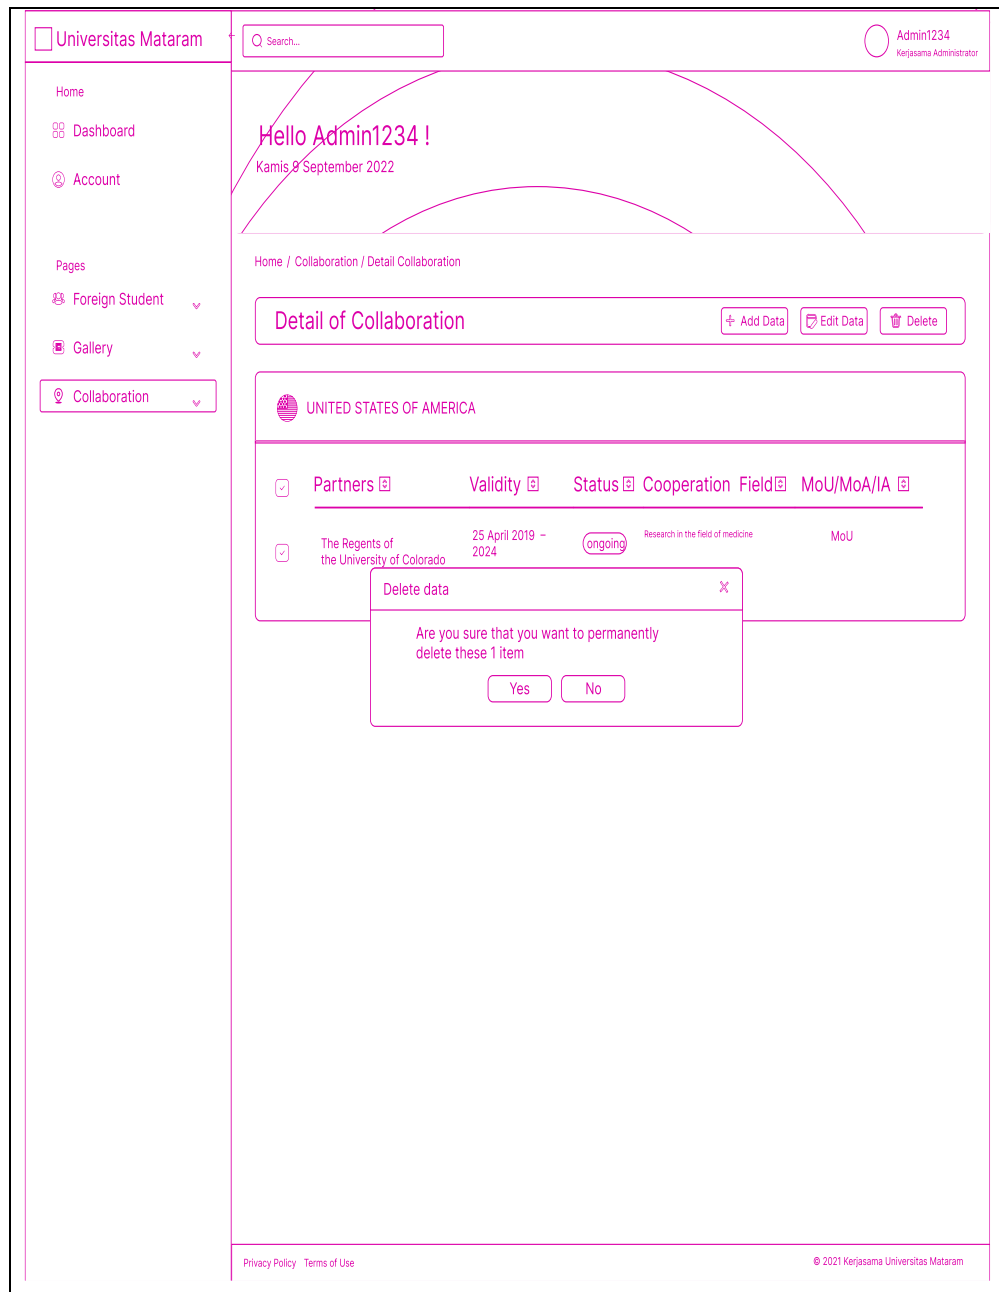 Universitas Mataram
Search...
Admin1234
Kerjasama Administrator
Home
Dashboard
Account
Pages
Foreign Student
Gallery
Collaboration
Hello Admin1234 !
Kamis 9 September 2022
Home / Collaboration / Detail Collaboration
Detail of Collaboration
Add Data
Edit Data
Delete
UNITED STATES OF AMERICA
Partners Validity Status Cooperation Field MoU/MoA/IA
The Regents of
the University of Colorado
25 April 2019 –
2024
ongoing
Research in the field of medicine
MoU
Delete data
Are you sure that you want to permanently
delete these 1 item
Yes
No
Privacy Policy Terms of Use
© 2021 Kerjasama Universitas Mataram